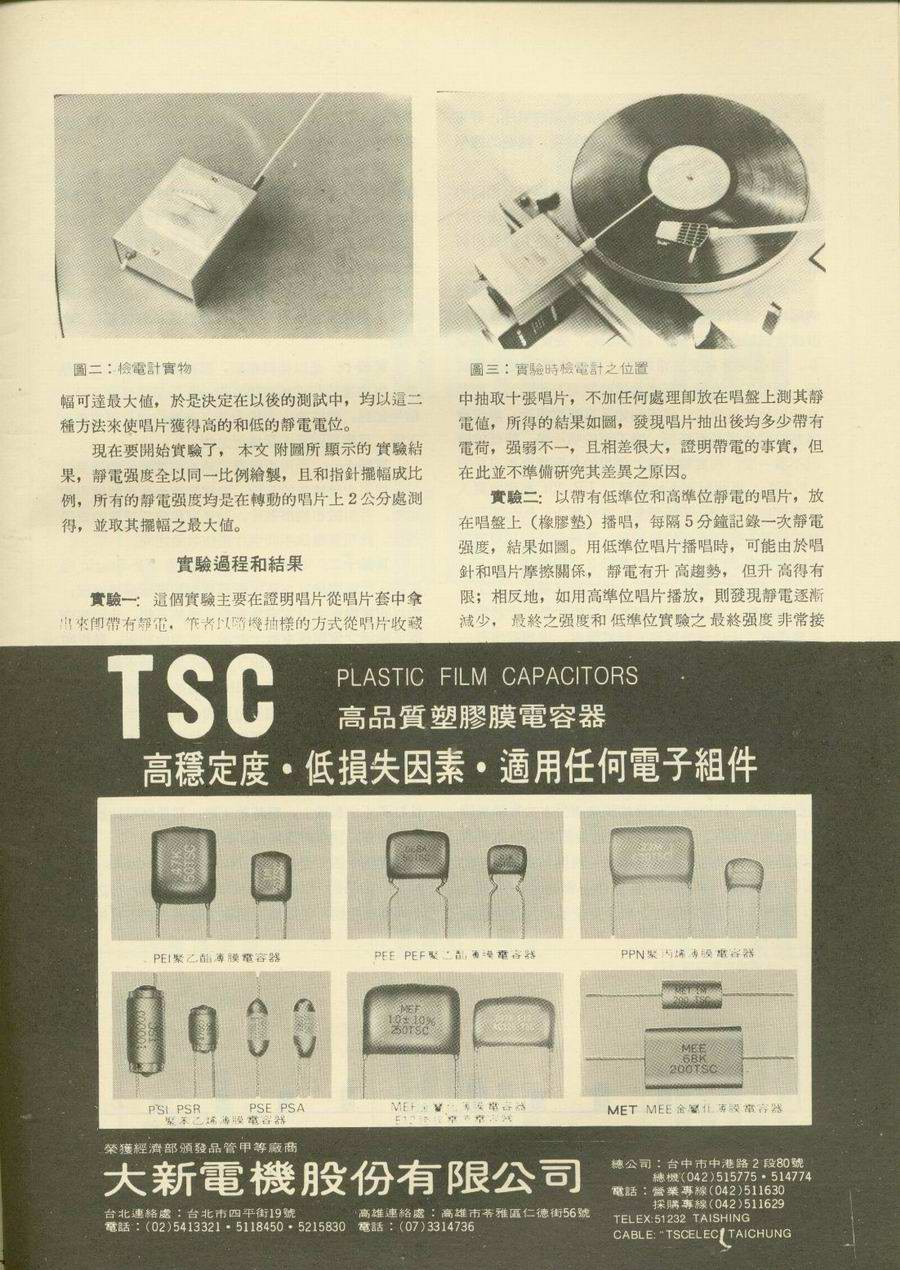 圖二：檢電計實物
幅可達最大値，於是決定在以後的測試中，均以這二
種方法來使唱片獲得高的和低的靜電電位。
現在要開始實驗了，本文附圖所顯示的實驗結
果，靜電强度全以同一比例繪製，且和指針擺幅成比
例，所有的靜電强度均是在轉動的唱片上2公分處測
得，並取其擺幅之最大値。
實驗過程和結果
實驗一：這個實驗主要在證明唱片從唱片套中拿
出來卽帶有靜電，筆者以隨機抽樣的方式從唱片收藏
圖三：實驗時檢電計之位置
中抽取十張唱片，不加任何處理卽放在唱盤上測其靜
電値，所得的結果如圖，發現唱片抽出後均多少帶有
電荷，强弱不一，且相差很大，證明帶電的事實，但
在此並不準備硏究其差異之原因。
實驗二：以帶有低準位和高準位靜電的唱片，放
在唱盤上（橡膠墊）播唱，每隔5分鐘記錄一次靜電
强度，結果如圖。用低準位唱片播唱時，可能由於唱
針和唱片摩擦關係，靜電有升高趨勢，但升高得有
限；相反地，如用高準位唱片播放，則發現靜電逐漸
減少，最終之强度和低準位實驗之最終強度非常接
TSC
PLASTIC FILM CAPACITORS
高品質塑膠膜電容器
高穩定度・低損失因素・適用任何電子組件
.47K
50TSC
.068K
22M
PEI聚乙酯薄膜電容器
PEE PEF聚乙酯薄膜電容器
PPN聚丙烯薄膜電容器
10000G
TSC
MEF
1.0±10%
250TSC
MET 1M
200 TSC
MEE
68K
200TSC
PSI PSR PSE PSA
聚苯乙烯薄膜電容器
MEF金屬化薄膜電容器
MET MEE金屬化薄膜電容器
榮獲經濟部頒發品管甲等廠商
大新電機股份有限公司
台北連絡處：台北市四平街19號
電話：(02)5413321・5118450・5215830
高雄連絡處：高雄市苓雅區仁德街56號
電話：(07)3314736
總公司：台中市中港路2段80號
總機(042)515775・514774
電話：營業專線(042)511630
採購專線(042)511629
TELEX:51232 TAISHING
CABLE: "TSCELEC" TAICHUNG